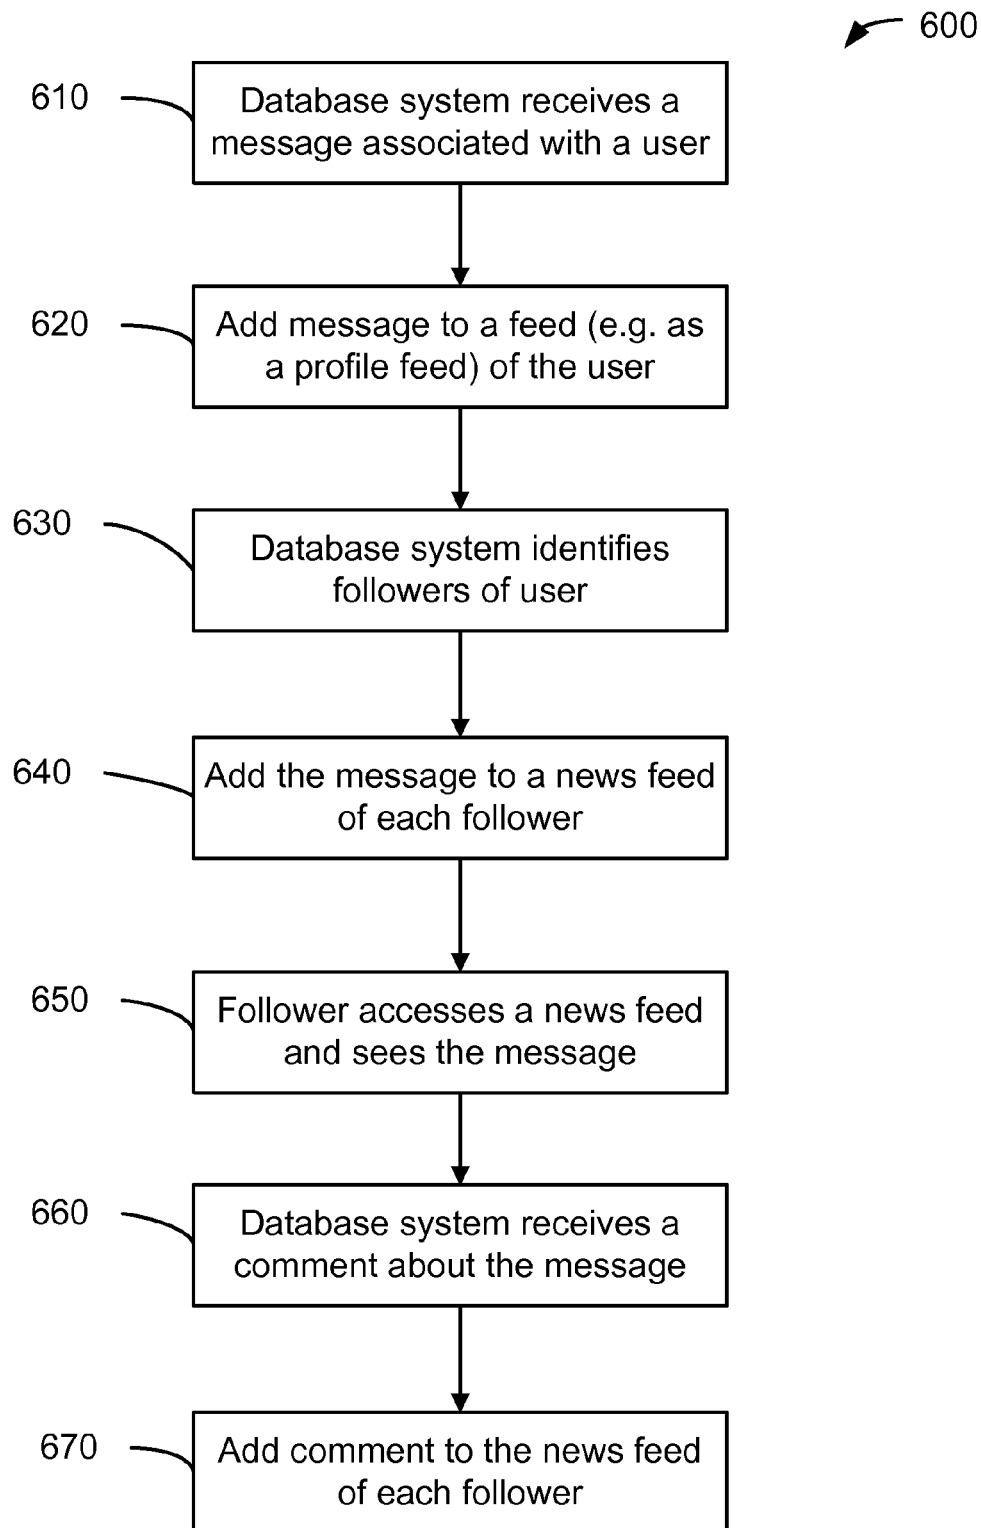 600
610
Database system receives a
message associated with a user
620
Add message to a feed (e.g. as
a profile feed) of the user
630
Database system identifies
followers of user
640
Add the message to a news feed
of each follower
650
Follower accesses a news feed
and sees the message
660
Database system receives a
comment about the message
670
Add comment to the news feed
of each follower